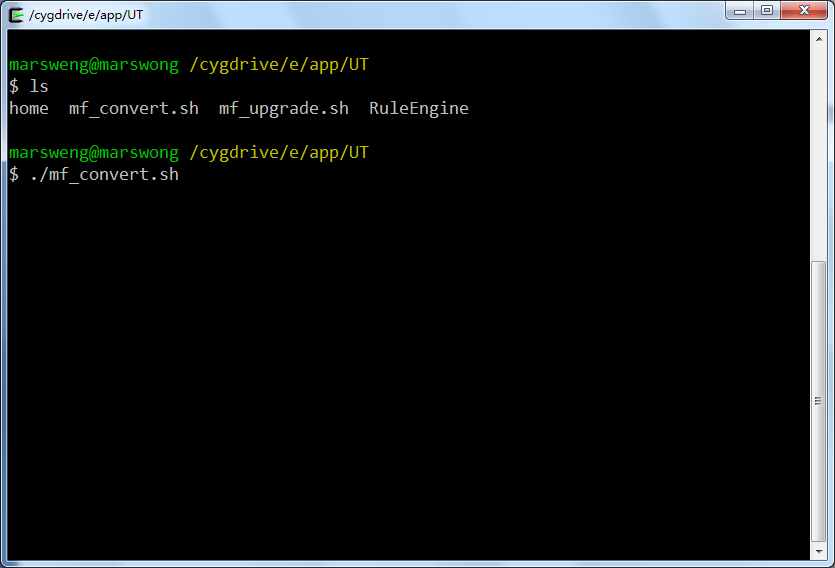 /cygdrive/e/app/UT
marsweng@marswong /cygdrive/e/app/UT
$ ls
home  mf_convert.sh  mf_upgrade.sh  RuleEngine
marsweng@marswong /cygdrive/e/app/UT
$ ./mf_convert.sh